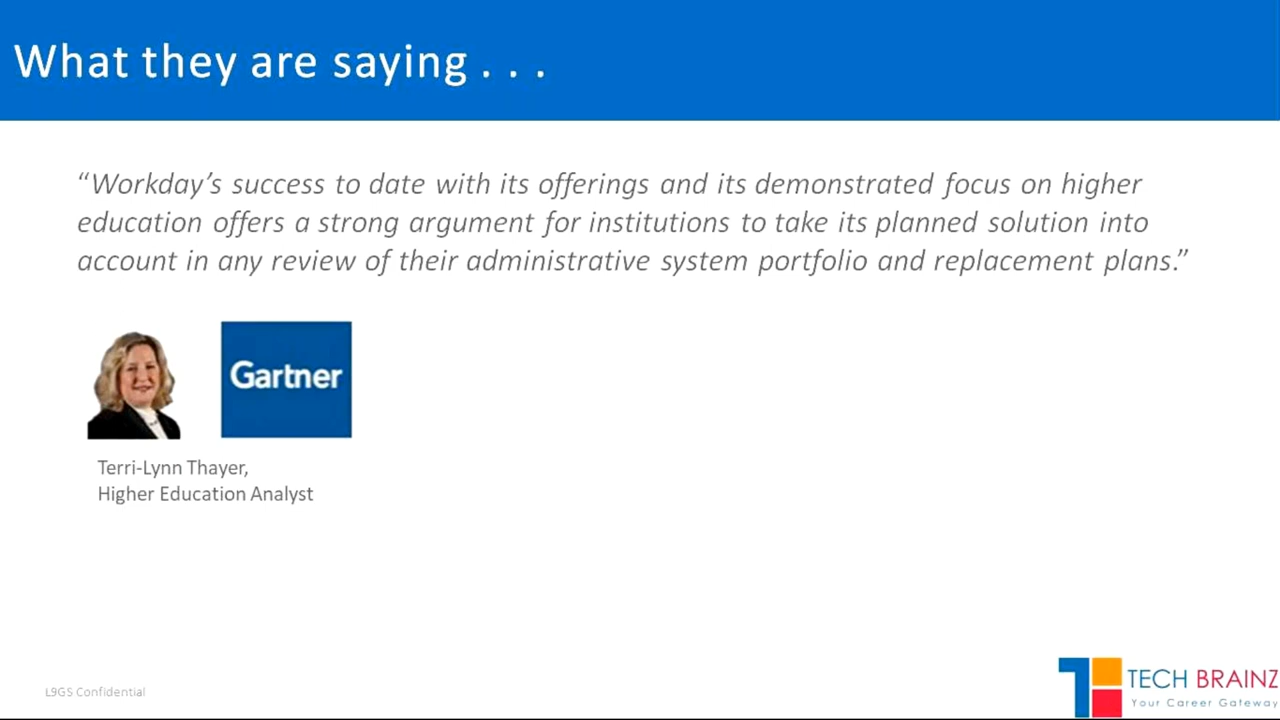 What they are saying . . .
“Workday’s success to date with its offerings and its demonstrated focus on higher
education offers a strong argument for institutions to take its planned solution into
account in any review of their administrative system portfolio and replacement plans.”
Gartner
Terri-Lynn Thayer,
Higher Education Analyst
L9GS Confidential
TECH BRAINZ
Your Career Gateway